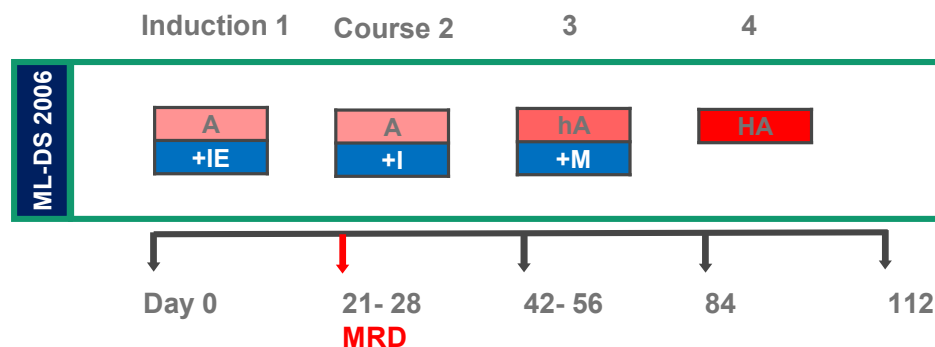 Induction 1 Course 2 3 4
ML-DS 2006
A A hA HA
+IE +I +M
Day 0 21- 28 42- 56 84 112
MRD